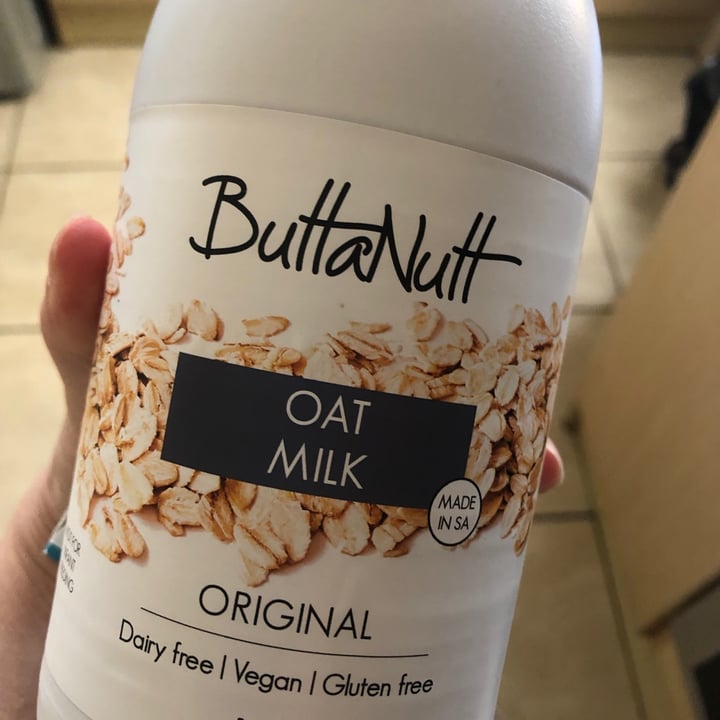 ButtaNutt
OAT
MILK
MADE
IN SA
ORIGINAL
Dairy free | Vegan | Gluten free